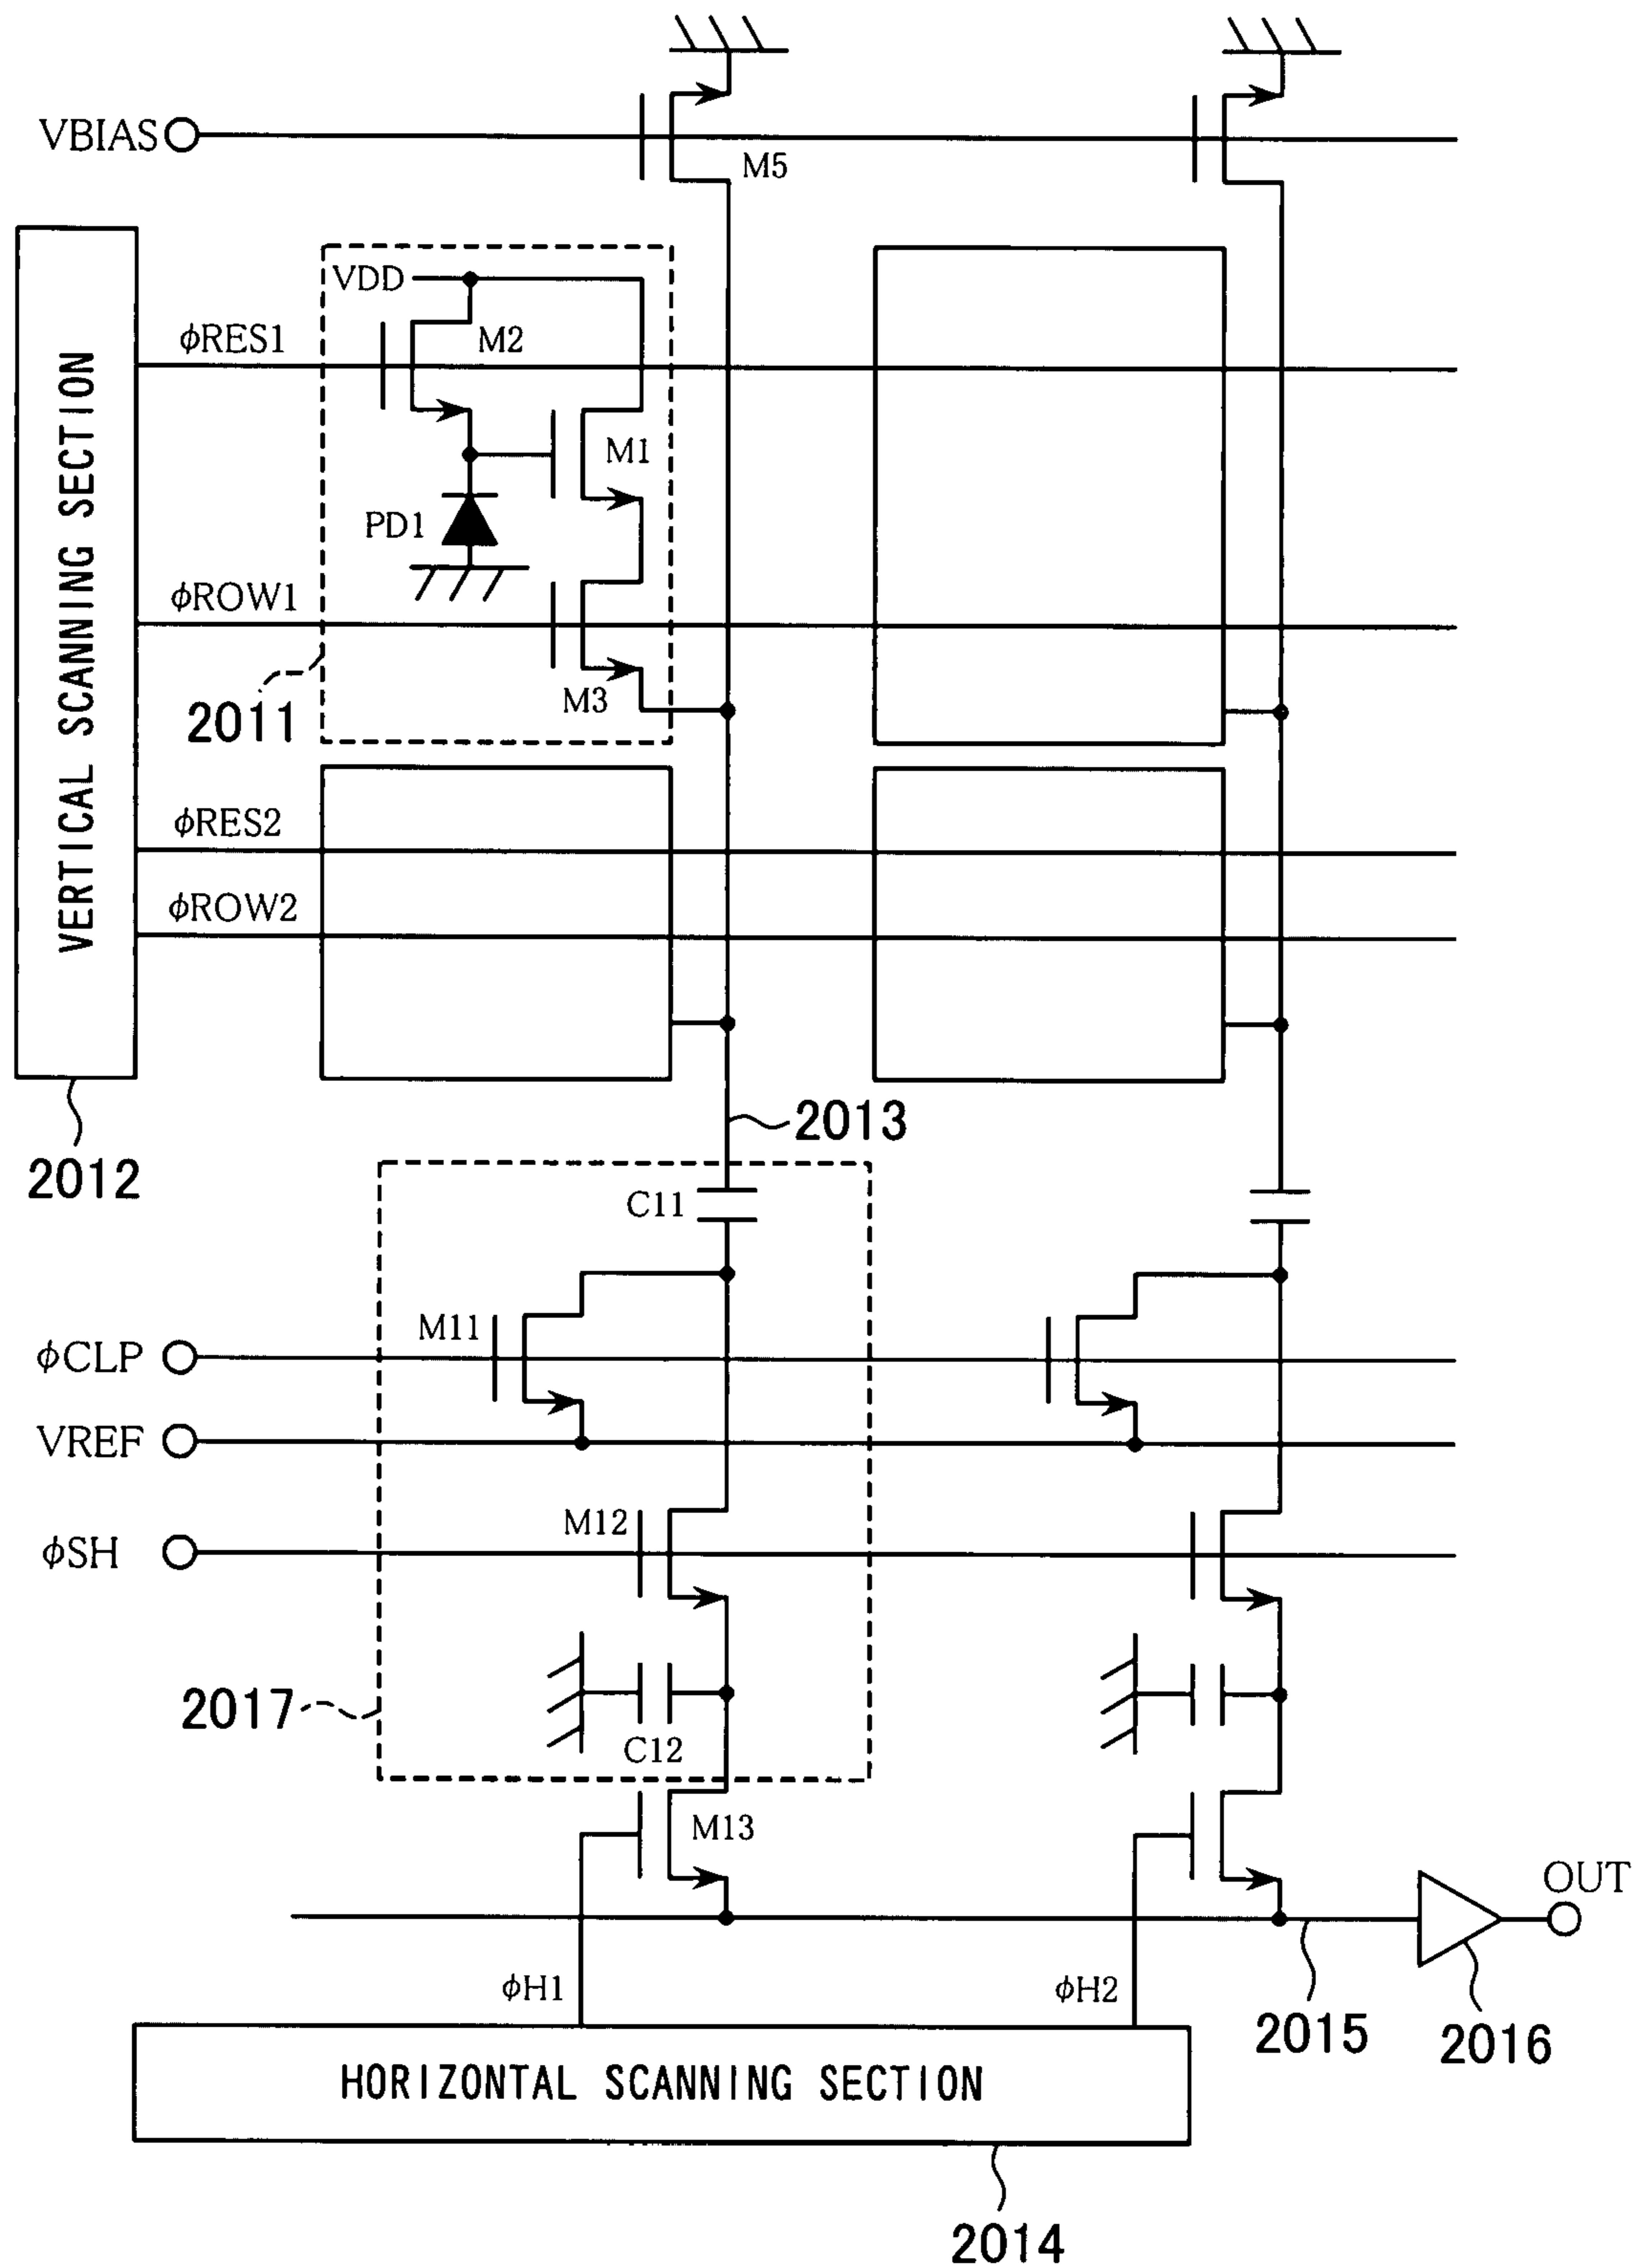 VBIAS
M5
VDD
M2
φRES1
M1
PD1
φROW1
M3
2011
VERTICAL SCANNING SECTION
φRES2
φROW2
2013
2012
C11
M11
φCLP
VREF
M12
φSH
2017
C12
M13
OUT
φH1
φH2
2015
2016
HORIZONTAL SCANNING SECTION
2014